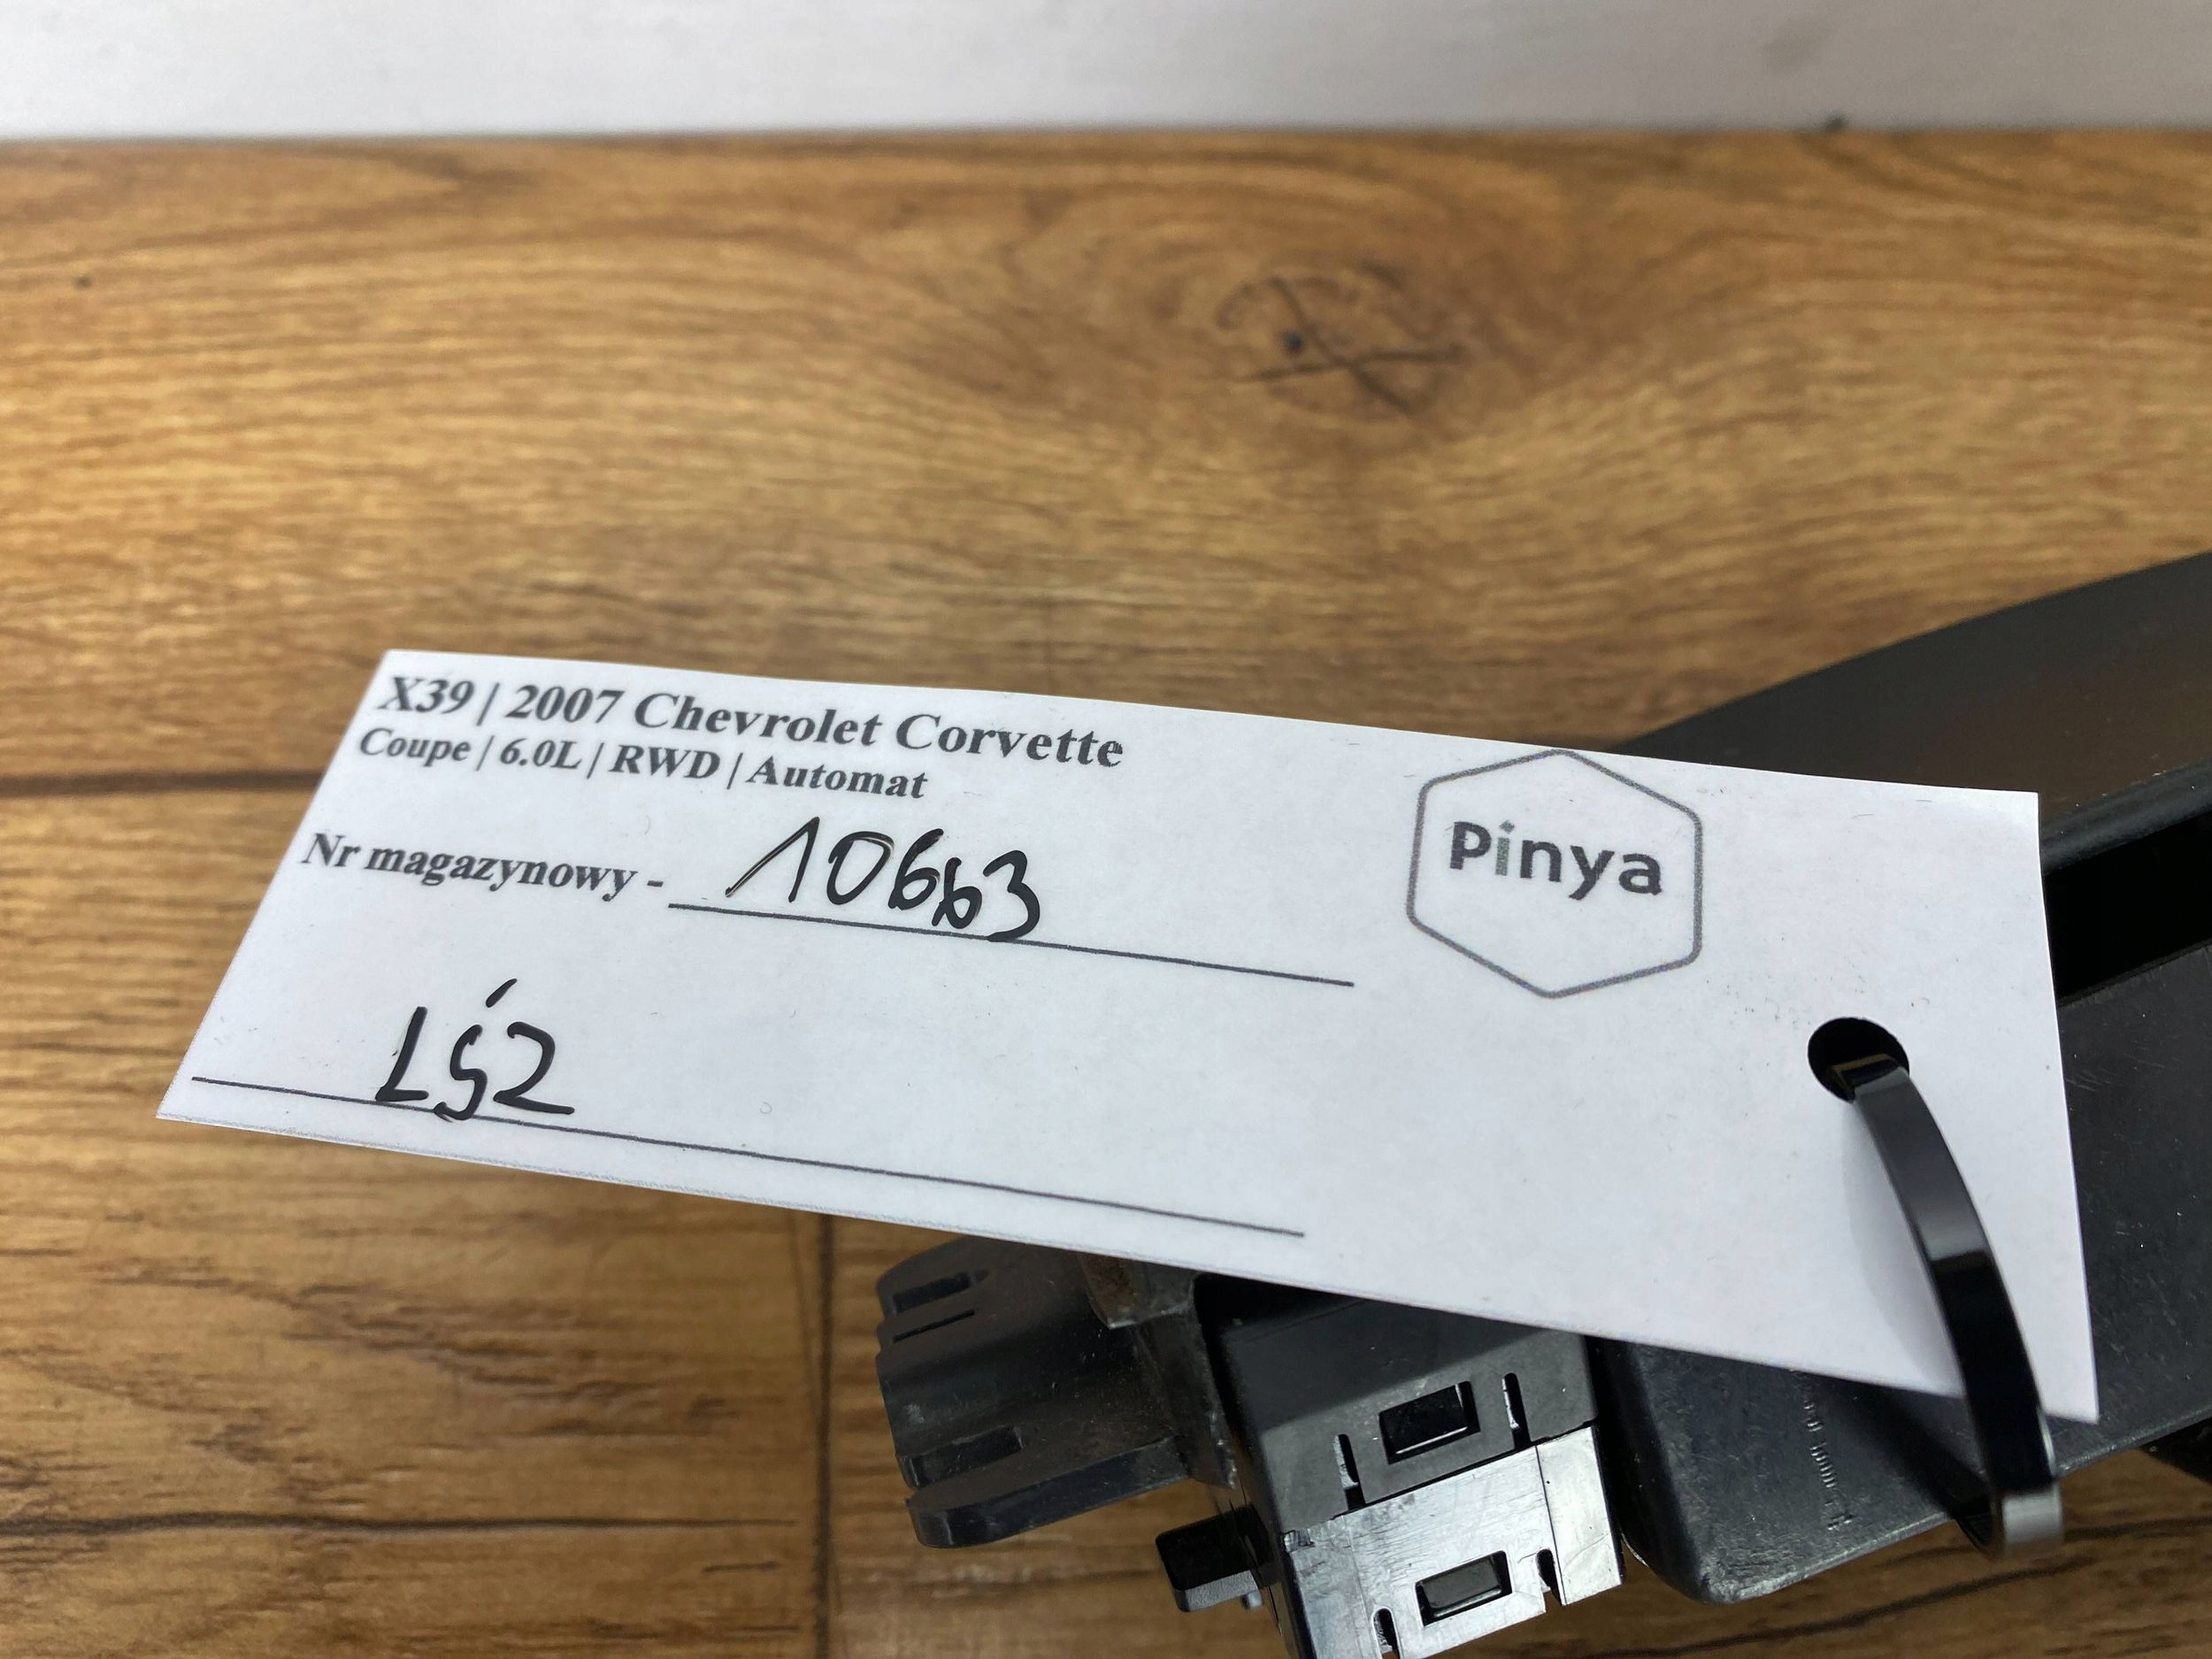 X39 | 2007 Chevrolet Corvette
Coupe | 6.0L | RWD | Automat
Nr magazynowy - 10663
LŚ2
Pinya